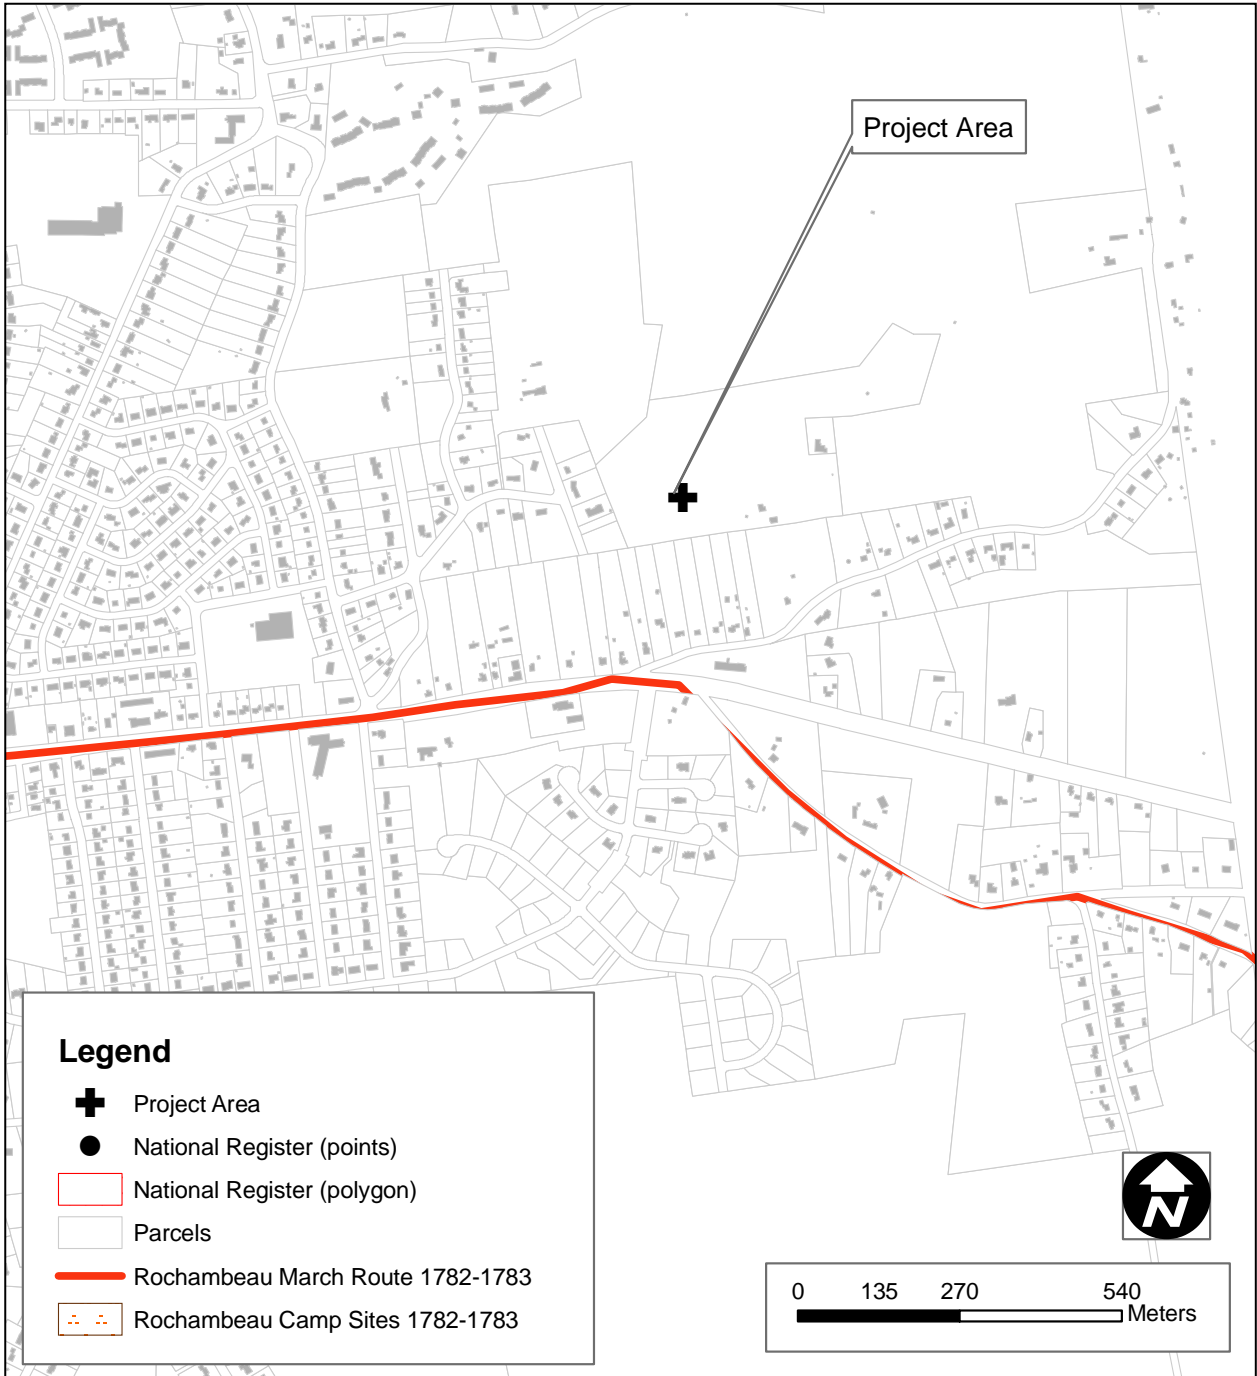 Project Area
Legend
Project Area
National Register (points)
National Register (polygon)
Parcels
Rochambeau March Route 1782-1783
Rochambeau Camp Sites 1782-1783
N
0 135 270 540
Meters